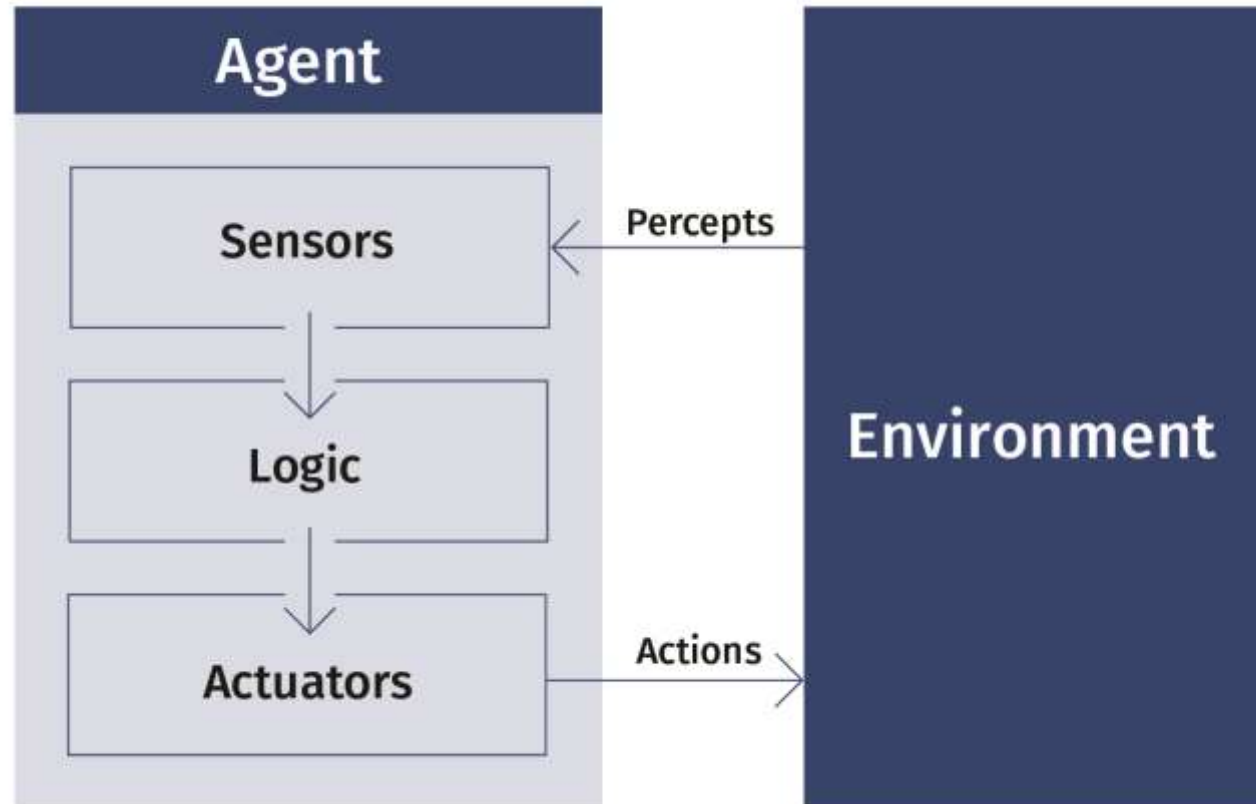 Agent
Sensors
Percepts
Logic
Environment
Actuators
Actions